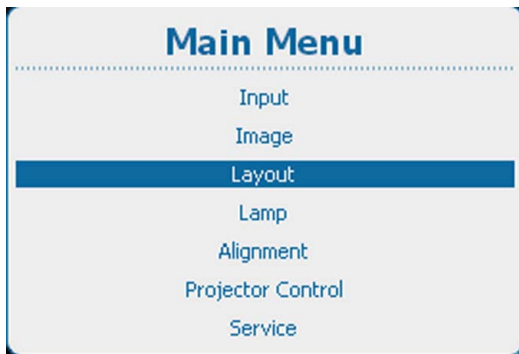 Main Menu
Input
Image
Layout
Lamp
Alignment
Projector Control
Service